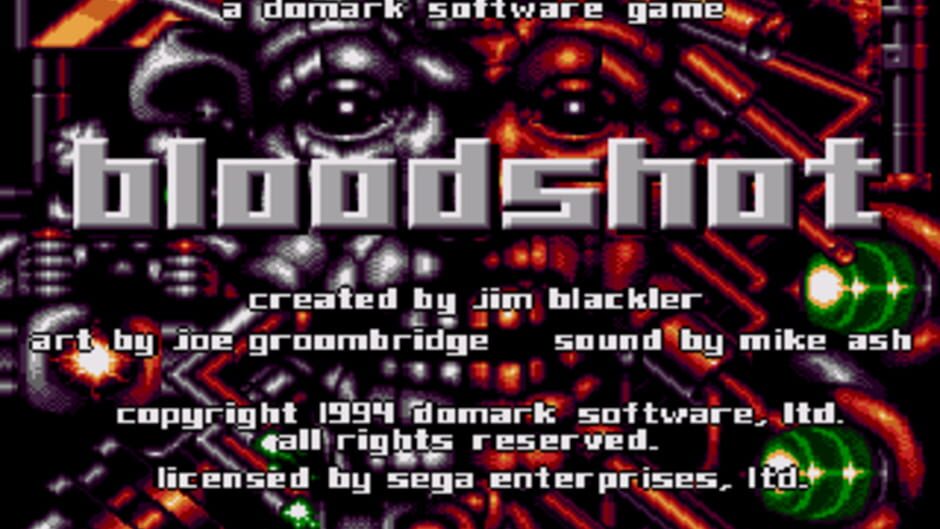 a domark software game
bloodshot
created by jim blackler
art by joe groombridge sound by mike ash
copyright 1994 domark software, ltd.
all rights reserved.
licensed by sega enterprises, ltd.